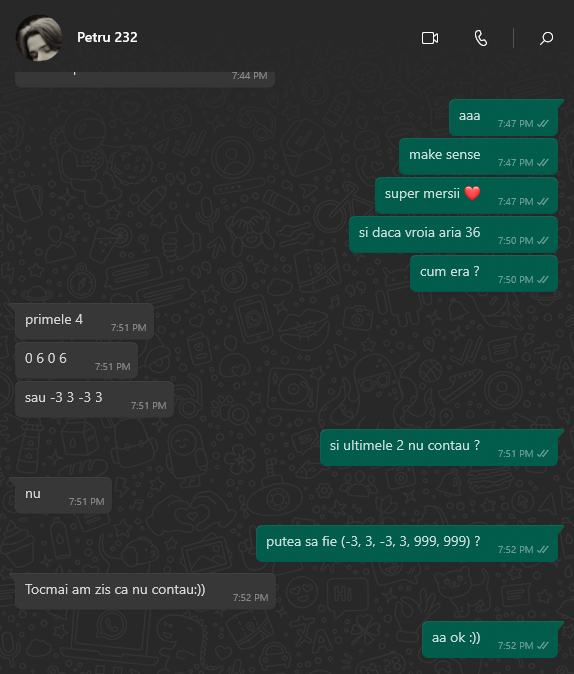 Petru 232
7:44 PM
aaa 7:47 PM
make sense 7:47 PM
super mersii ❤️ 7:47 PM
si daca vroia aria 36 7:50 PM
cum era ? 7:50 PM
primele 4 7:51 PM
0 6 0 6 7:51 PM
sau -3 3 -3 3 7:51 PM
si ultimele 2 nu contau ? 7:51 PM
nu 7:51 PM
putea sa fie (-3, 3, -3, 3, 999, 999) ? 7:52 PM
Tocmai am zis ca nu contau:)) 7:52 PM
aa ok :)) 7:52 PM